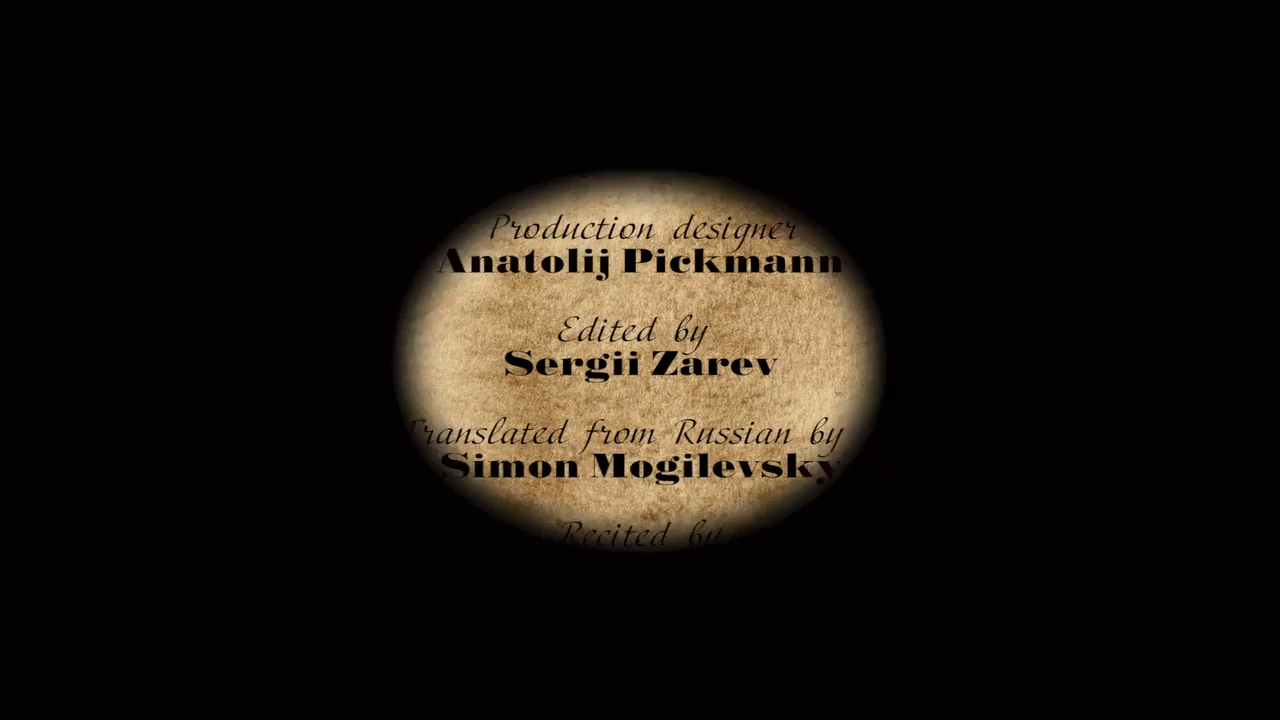 Production designer
Anatolij Pickmann
Edited by
Sergii Zarev
Translated from Russian by
Simon Mogilevsky
Recited by